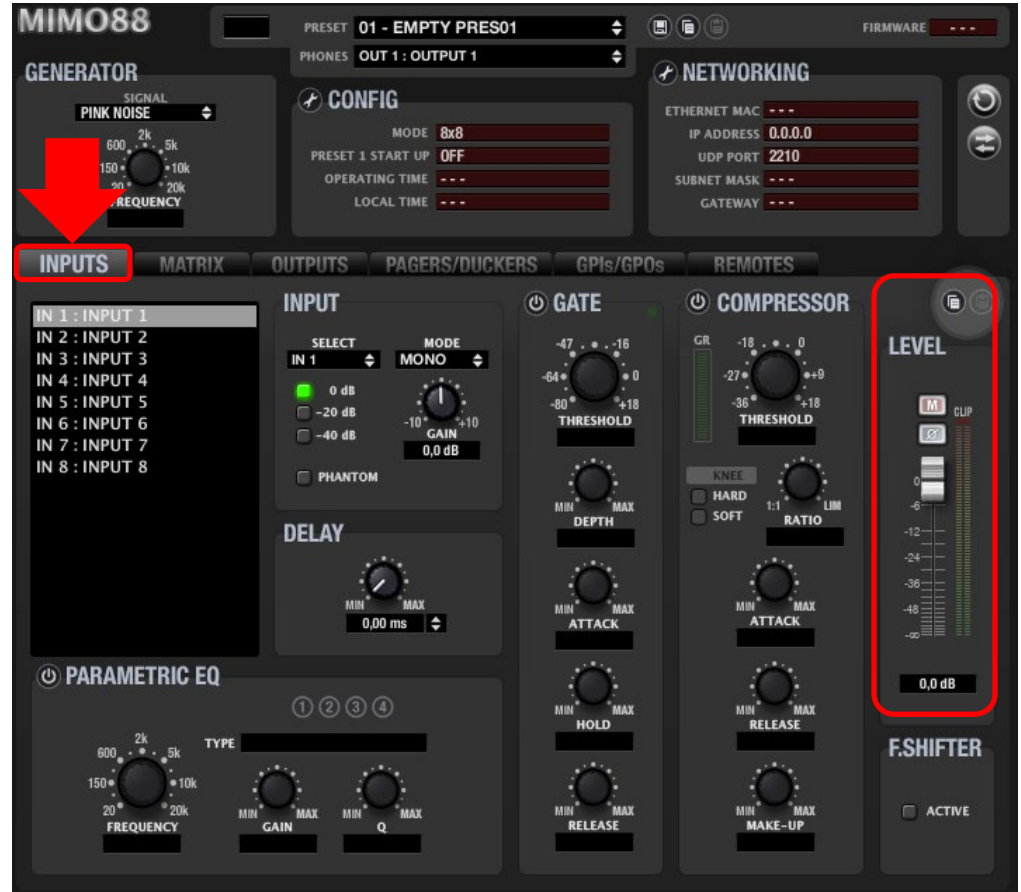 MIMO88
PRESET 01 - EMPTY PRES01
FIRMWARE - - -
PHONES OUT 1 : OUTPUT 1
GENERATOR
SIGNAL
PINK NOISE
600 2k 5k
150 10k
20 20k
FREQUENCY
CONFIG
MODE 8x8
PRESET 1 START UP OFF
OPERATING TIME - - -
LOCAL TIME - - -
NETWORKING
ETHERNET MAC - - -
IP ADDRESS 0.0.0.0
UDP PORT 2210
SUBNET MASK - - -
GATEWAY - - -
INPUTS MATRIX OUTPUTS PAGERS/DUCKERS GPIs/GPOs REMOTES
IN 1 : INPUT 1
IN 2 : INPUT 2
IN 3 : INPUT 3
IN 4 : INPUT 4
IN 5 : INPUT 5
IN 6 : INPUT 6
IN 7 : INPUT 7
IN 8 : INPUT 8
INPUT
SELECT MODE
IN 1 MONO
0 dB
-20 dB
-40 dB
-10 +10
GAIN
0,0 dB
PHANTOM
DELAY
MIN MAX
0,00 ms
PARAMETRIC EQ
1 2 3 4
TYPE
600 2k 5k
150 10k
20 20k
FREQUENCY
MIN MAX
GAIN
MIN MAX
Q
GATE
-47 -16
-64 0
-80 +18
THRESHOLD
MIN MAX
DEPTH
MIN MAX
ATTACK
MIN MAX
HOLD
MIN MAX
RELEASE
COMPRESSOR
GR
-18 0
-27 +9
-36 +18
THRESHOLD
KNEE
HARD
SOFT
1:1 LIM
RATIO
MIN MAX
ATTACK
MIN MAX
RELEASE
MIN MAX
MAKE-UP
LEVEL
M CLIP
Ø
0
-6
-12
-24
-36
-48
-∞
0,0 dB
F.SHIFTER
ACTIVE